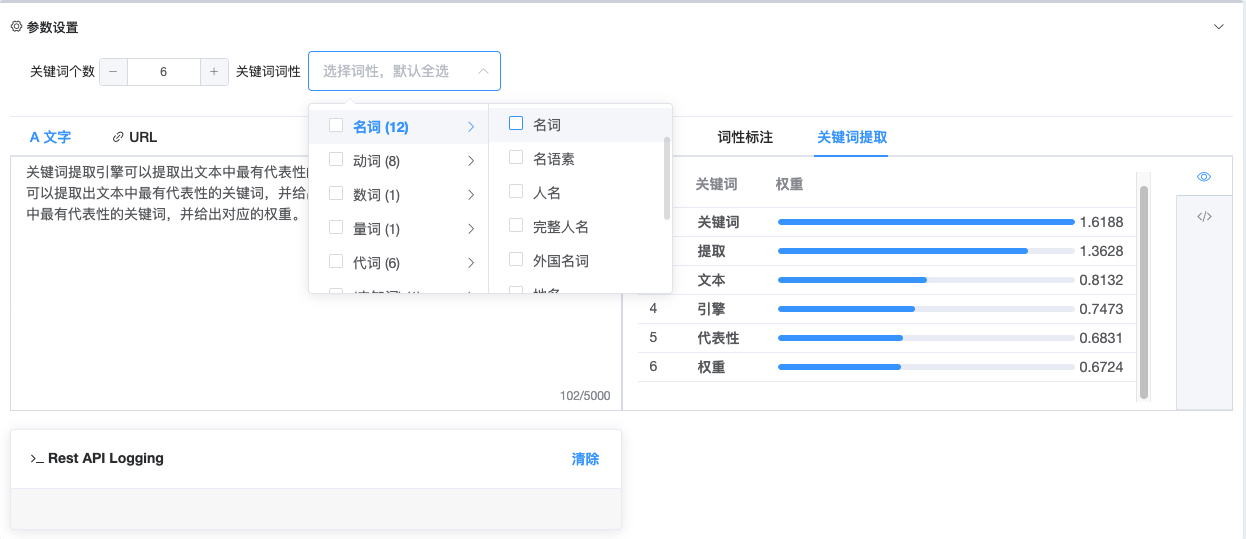 参数设置
关键词个数 − 6 + 关键词词性 选择词性，默认全选
A 文字 URL
关键词提取引擎可以提取出文本中最有代表性
可以提取出文本中最有代表性的关键词，并给
中最有代表性的关键词，并给出对应的权重。
102/5000
名词 (12)
动词 (8)
数词 (1)
量词 (1)
代词 (6)
名词
名语素
人名
完整人名
外国名词
地名
词性标注 关键词提取
关键词 权重
关键词 1.6188
提取 1.3628
文本 0.8132
4 引擎 0.7473
5 代表性 0.6831
6 权重 0.6724
</>
>_ Rest API Logging 清除